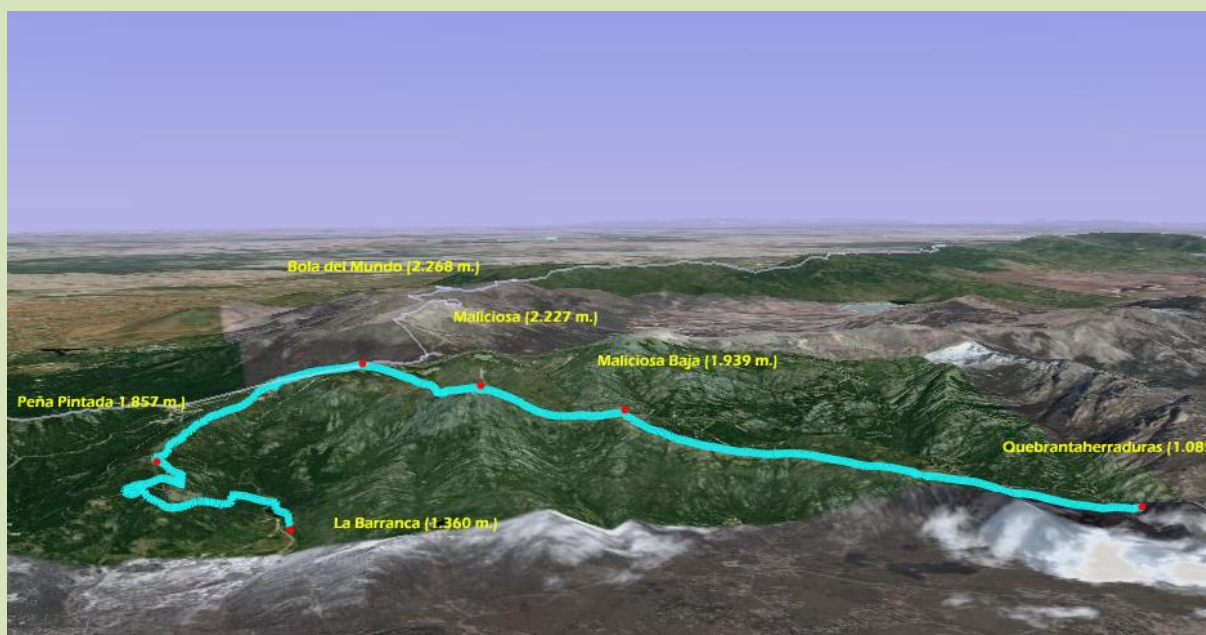 Bola del Mundo (2.268 m.)
Maliciosa (2.227 m.)
Maliciosa Baja (1.939 m.)
Peña Pintada 1.857 m.)
Quebrantaherraduras (1.085
La Barranca (1.360 m.)